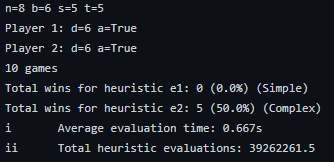 n=8 b=6 s=5 t=5
Player 1: d=6 a=True
Player 2: d=6 a=True
10 games
Total wins for heuristic e1: 0 (0.0%) (Simple)
Total wins for heuristic e2: 5 (50.0%) (Complex)
i Average evaluation time: 0.667s
ii Total heuristic evaluations: 39262261.5